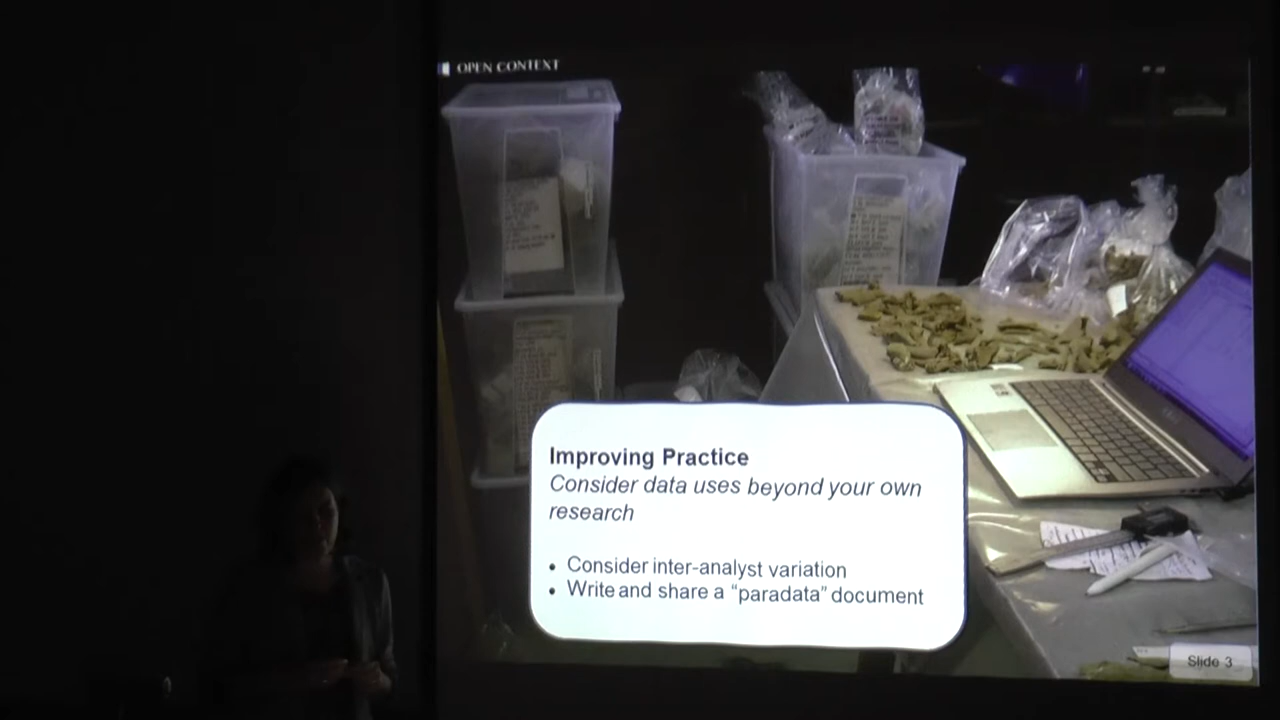 OPEN CONTEXT
Improving Practice
Consider data uses beyond your own
research
• Consider inter-analyst variation
• Write and share a “paradata” document
Slide 3